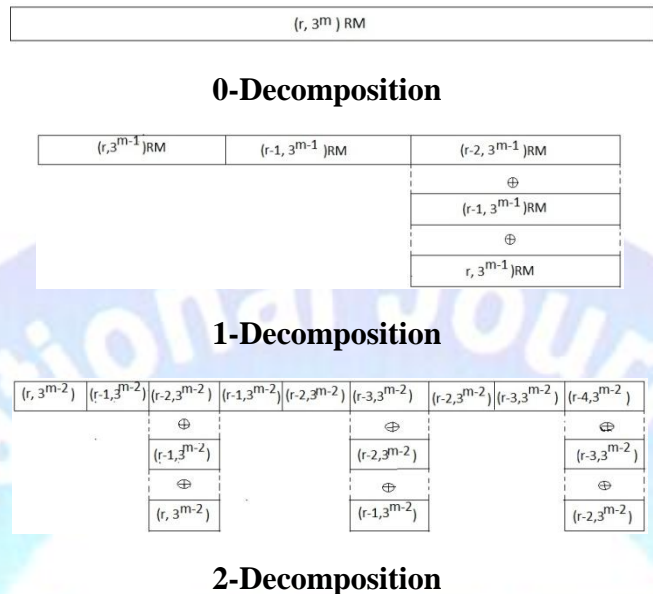 (r, 3^m ) RM
0-Decomposition
(r,3^m-1)RM (r-1, 3^m-1 )RM (r-2, 3^m-1 )RM
⊕
(r-1, 3^m-1 )RM
⊕
r, 3^m-1 )RM
1-Decomposition
(r, 3^m-2 ) (r-1,3^m-2) (r-2,3^m-2 ) (r-1,3^m-2) (r-2,3^m-2) (r-3,3^m-2 ) (r-2,3^m-2 ) (r-3,3^m-2 ) (r-4,3^m-2 )
⊕ ⊕ ⊕
(r-1,3^m-2 ) (r-2,3^m-2 ) (r-3,3^m-2 )
⊕ ⊕ ⊕
(r, 3^m-2 ) (r-1,3^m-2 ) (r-2,3^m-2 )
2-Decomposition